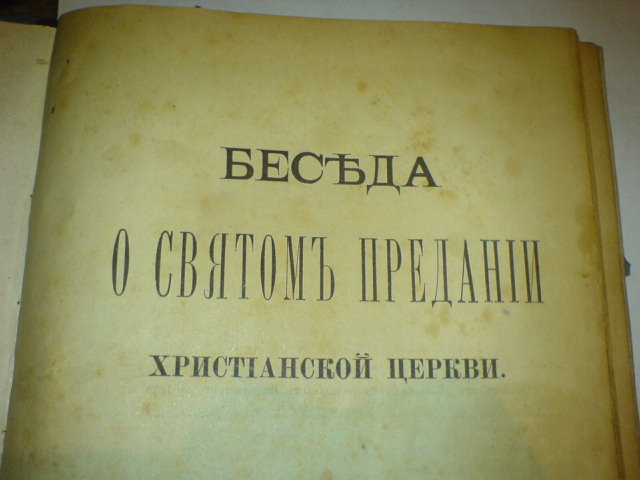 БЕСѢДА
О СВЯТОМЪ ПРЕДАНІИ
ХРИСТІАНСКОЙ ЦЕРКВИ.